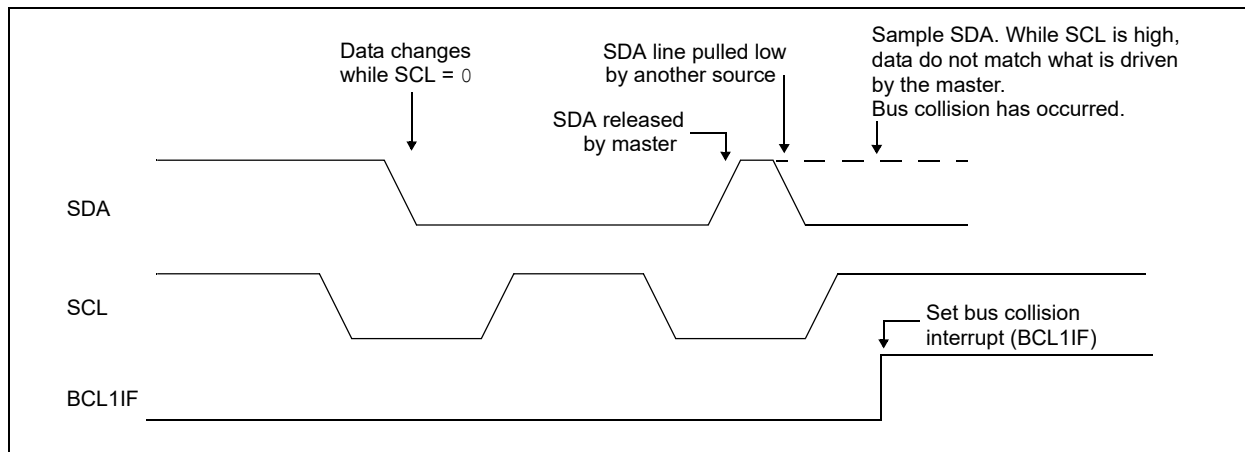 Data changes
while SCL = 0
SDA line pulled low
by another source
Sample SDA. While SCL is high,
data do not match what is driven
by the master.
Bus collision has occurred.
SDA released
by master
SDA
SCL
Set bus collision
interrupt (BCL1IF)
BCL1IF